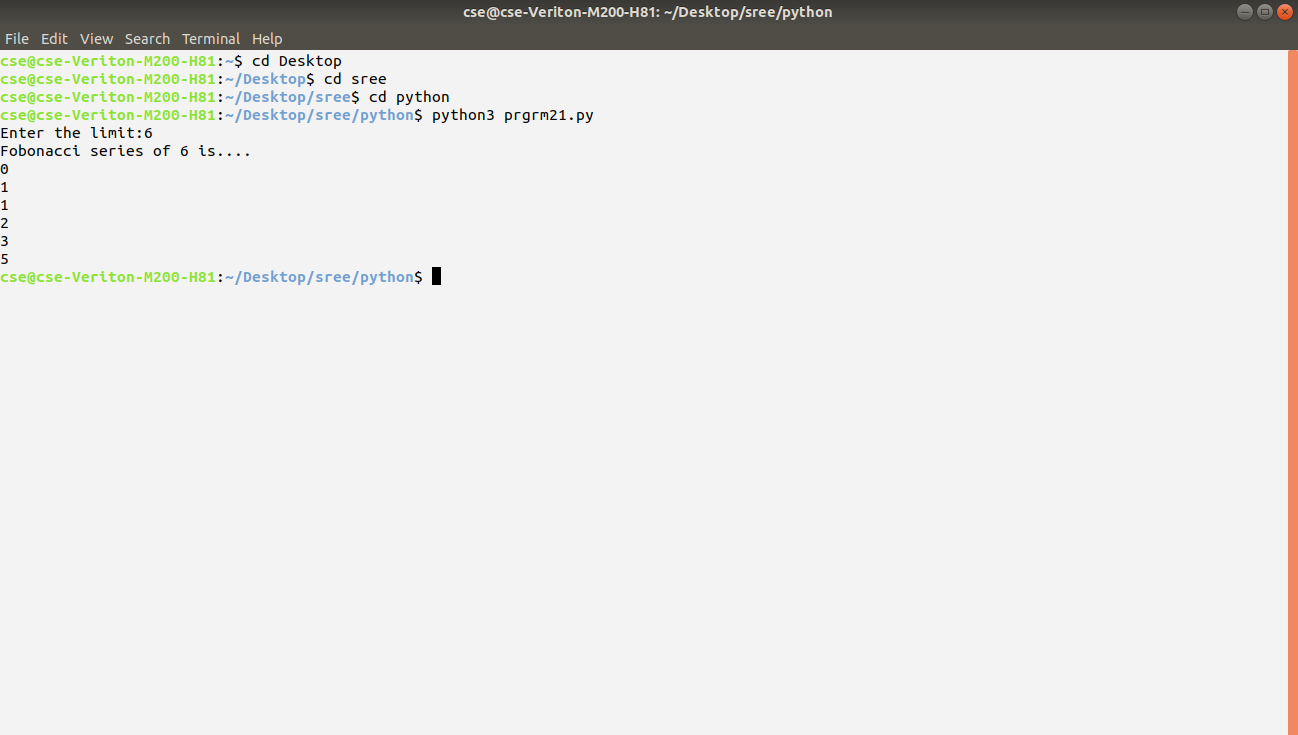 cse@cse-Veriton-M200-H81: ~/Desktop/sree/python
File Edit View Search Terminal Help
cse@cse-Veriton-M200-H81:~$ cd Desktop
cse@cse-Veriton-M200-H81:~/Desktop$ cd sree
cse@cse-Veriton-M200-H81:~/Desktop/sree$ cd python
cse@cse-Veriton-M200-H81:~/Desktop/sree/python$ python3 prgrm21.py
Enter the limit:6
Fobonacci series of 6 is....
0
1
1
2
3
5
cse@cse-Veriton-M200-H81:~/Desktop/sree/python$